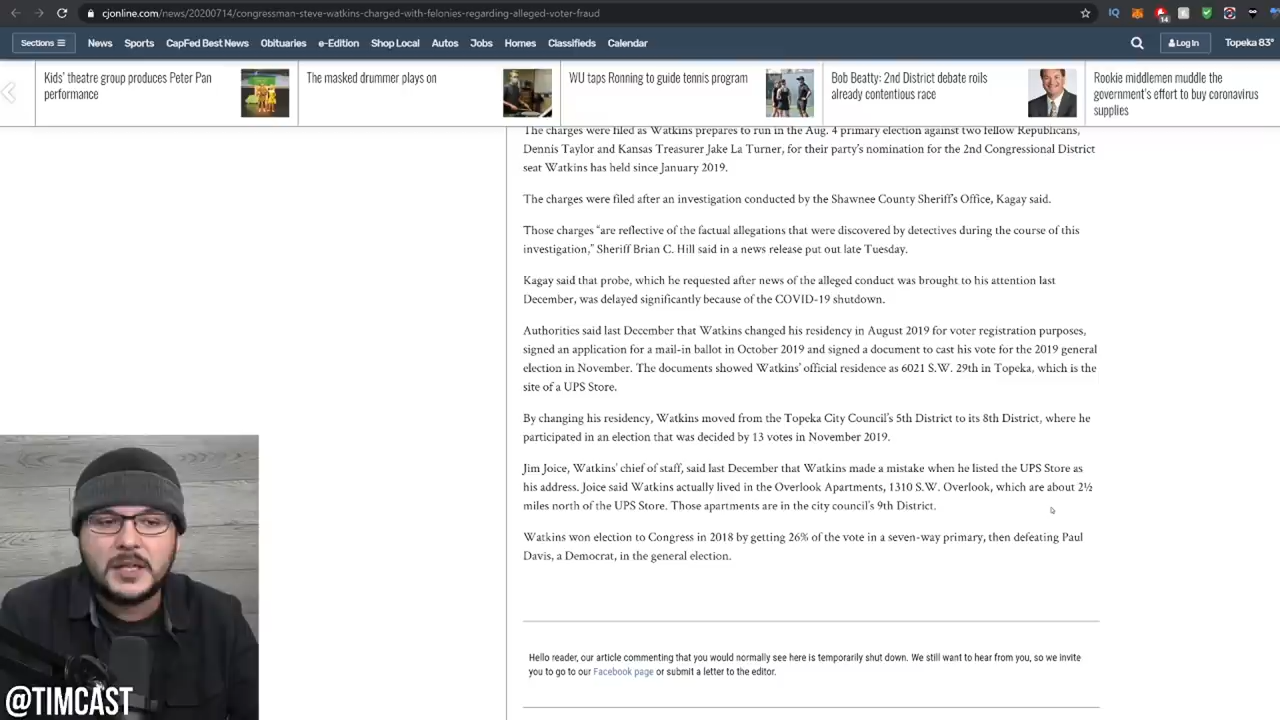 cjonline.com/news/20200714/congressman-steve-watkins-charged-with-felonies-regarding-alleged-voter-fraud
14
Sections
News
Sports
CapFed Best News
Obituaries
e-Edition
Shop Local
Autos
Jobs
Homes
Classifieds
Calendar
Log In
Topeka 83°
Kids' theatre group produces Peter Pan
performance
The masked drummer plays on
WU taps Ronning to guide tennis program
Bob Beatty: 2nd District debate roils
already contentious race
Rookie middlemen muddle the
government's effort to buy coronavirus
supplies
The charges were filed as Watkins prepares to run in the Aug. 4 primary election against two fellow Republicans,
Dennis Taylor and Kansas Treasurer Jake La Turner, for their party's nomination for the 2nd Congressional District
seat Watkins has held since January 2019.
The charges were filed after an investigation conducted by the Shawnee County Sheriff's Office, Kagay said.
Those charges "are reflective of the factual allegations that were discovered by detectives during the course of this
investigation," Sheriff Brian C. Hill said in a news release put out late Tuesday.
Kagay said that probe, which he requested after news of the alleged conduct was brought to his attention last
December, was delayed significantly because of the COVID-19 shutdown.
Authorities said last December that Watkins changed his residency in August 2019 for voter registration purposes,
signed an application for a mail-in ballot in October 2019 and signed a document to cast his vote for the 2019 general
election in November. The documents showed Watkins' official residence as 6021 S.W. 29th in Topeka, which is the
site of a UPS Store.
By changing his residency, Watkins moved from the Topeka City Council's 5th District to its 8th District, where he
participated in an election that was decided by 13 votes in November 2019.
Jim Joice, Watkins' chief of staff, said last December that Watkins made a mistake when he listed the UPS Store as
his address. Joice said Watkins actually lived in the Overlook Apartments, 1310 S.W. Overlook, which are about 2½
miles north of the UPS Store. Those apartments are in the city council's 9th District.
Watkins won election to Congress in 2018 by getting 26% of the vote in a seven-way primary, then defeating Paul
Davis, a Democrat, in the general election.
Hello reader, our article commenting that you would normally see here is temporarily shut down. We still want to hear from you, so we invite
you to go to our Facebook page or submit a letter to the editor.
@TIMCAST